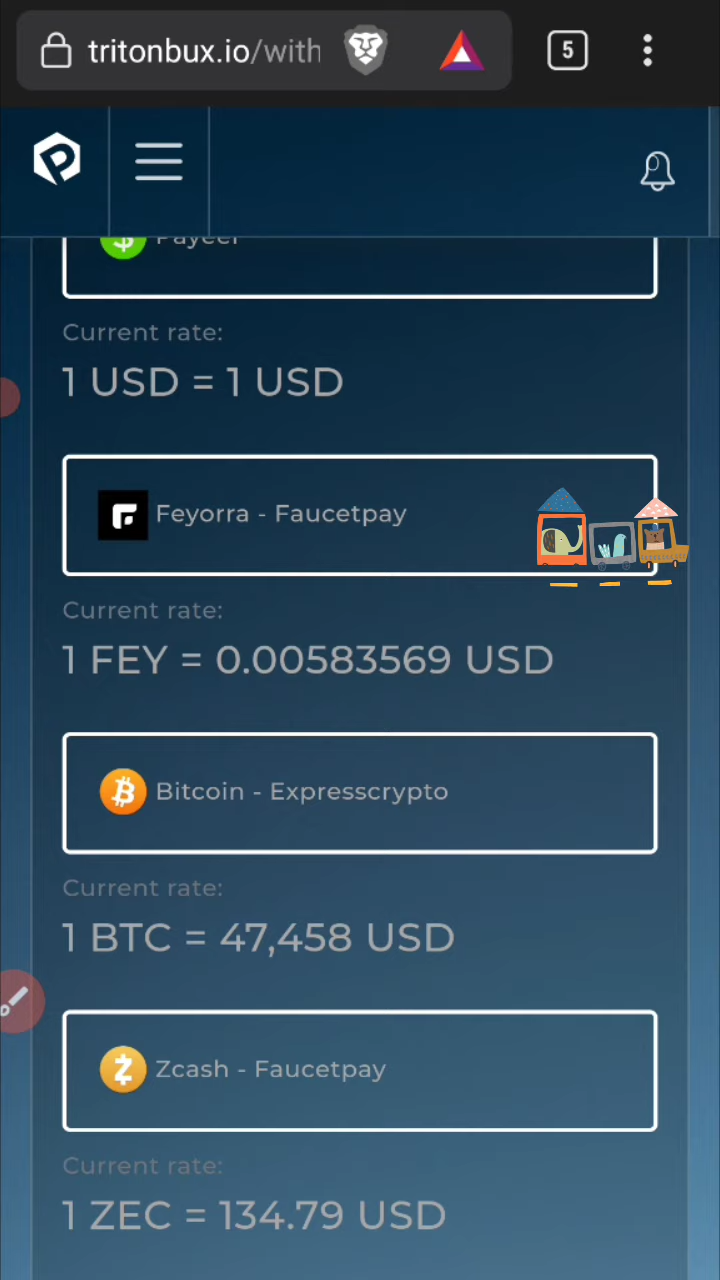 tritonbux.io/with
5
Payeer
Current rate:
1 USD = 1 USD
Feyorra - Faucetpay
Current rate:
1 FEY = 0.00583569 USD
Bitcoin - Expresscrypto
Current rate:
1 BTC = 47,458 USD
Zcash - Faucetpay
Current rate:
1 ZEC = 134.79 USD